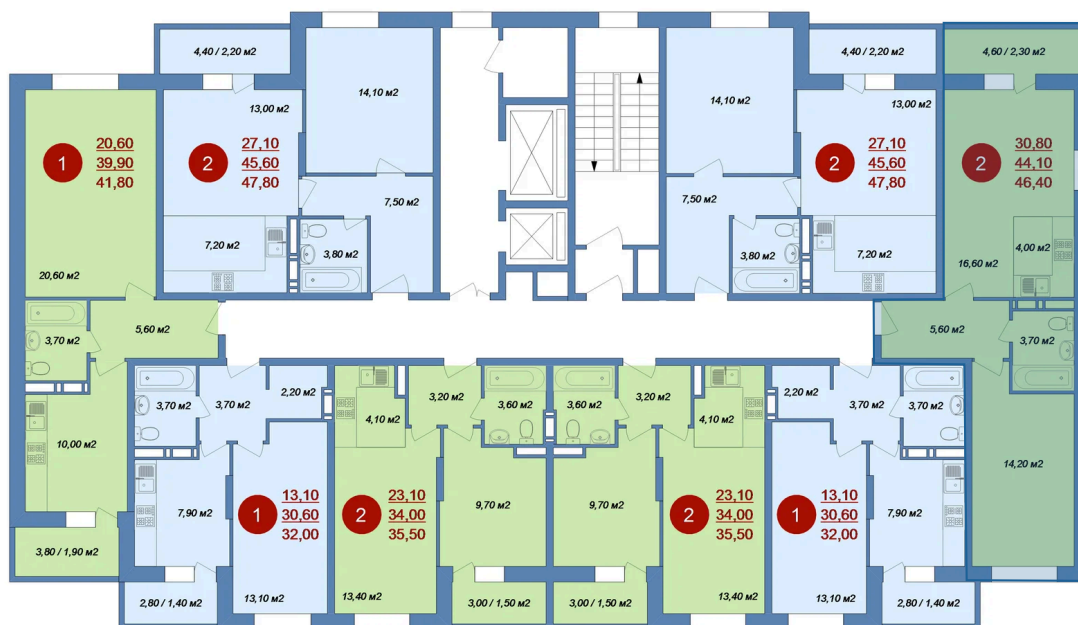 4,40 / 2,20 м2
14,10 м2
13,00 м2
2
27,10
45,60
47,80
7,20 м2
7,50 м2
3,80 м2
1
20,60
39,90
41,80
20,60 м2
3,70 м2
5,60 м2
10,00 м2
3,80 / 1,90 м2
14,10 м2
4,40 / 2,20 м2
13,00 м2
2
27,10
45,60
47,80
7,50 м2
3,80 м2
7,20 м2
4,60 / 2,30 м2
2
30,80
44,10
46,40
4,00 м2
16,60 м2
5,60 м2
3,70 м2
14,20 м2
3,70 м2
3,70 м2
2,20 м2
7,90 м2
1
13,10
30,60
32,00
13,10 м2
2,80 / 1,40 м2
4,10 м2
3,20 м2
3,60 м2
2
23,10
34,00
35,50
9,70 м2
13,40 м2
3,00 / 1,50 м2
3,60 м2
3,20 м2
4,10 м2
9,70 м2
2
23,10
34,00
35,50
3,00 / 1,50 м2
13,40 м2
2,20 м2
3,70 м2
3,70 м2
1
13,10
30,60
32,00
7,90 м2
13,10 м2
2,80 / 1,40 м2